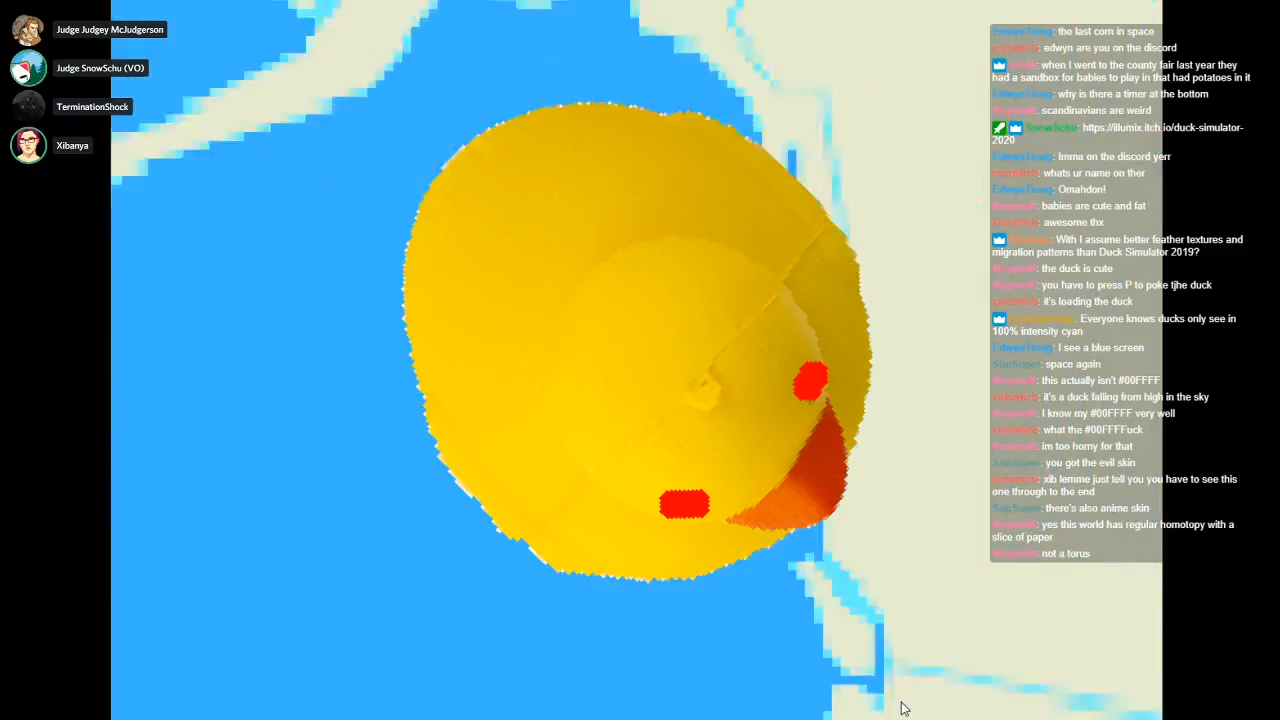 Judge Judgey McJudgerson
Judge SnowSchu (VO)
TerminationShock
Xibanya
EdwynTiong: the last corn in space
: edwyn are you on the discord
: when I went to the county fair last year they
had a sandbox for babies to play in that had potatoes in it
EdwynTiong: why is there a timer at the bottom
: scandinavians are weird
SnowSchu: https://illumix.itch.io/duck-simulator-
2020
EdwynTiong: Imma on the discord yerr
: whats ur name on ther
EdwynTiong: Omahdon!
: babies are cute and fat
: awesome thx
: With I assume better feather textures and
migration patterns than Duck Simulator 2019?
: the duck is cute
: you have to press P to poke tjhe duck
: it's loading the duck
: Everyone knows ducks only see in
100% intensity cyan
EdwynTiong: I see a blue screen
SupSuper: space again
: this actually isn't #00FFFF
: it's a duck falling from high in the sky
: I know my #00FFFF very well
: what the #00FFFFuck
: im too horny for that
SupSuper: you got the evil skin
: xib lemme just tell you you have to see this
one through to the end
SupSuper: there's also anime skin
: yes this world has regular homotopy with a
slice of paper
: not a torus